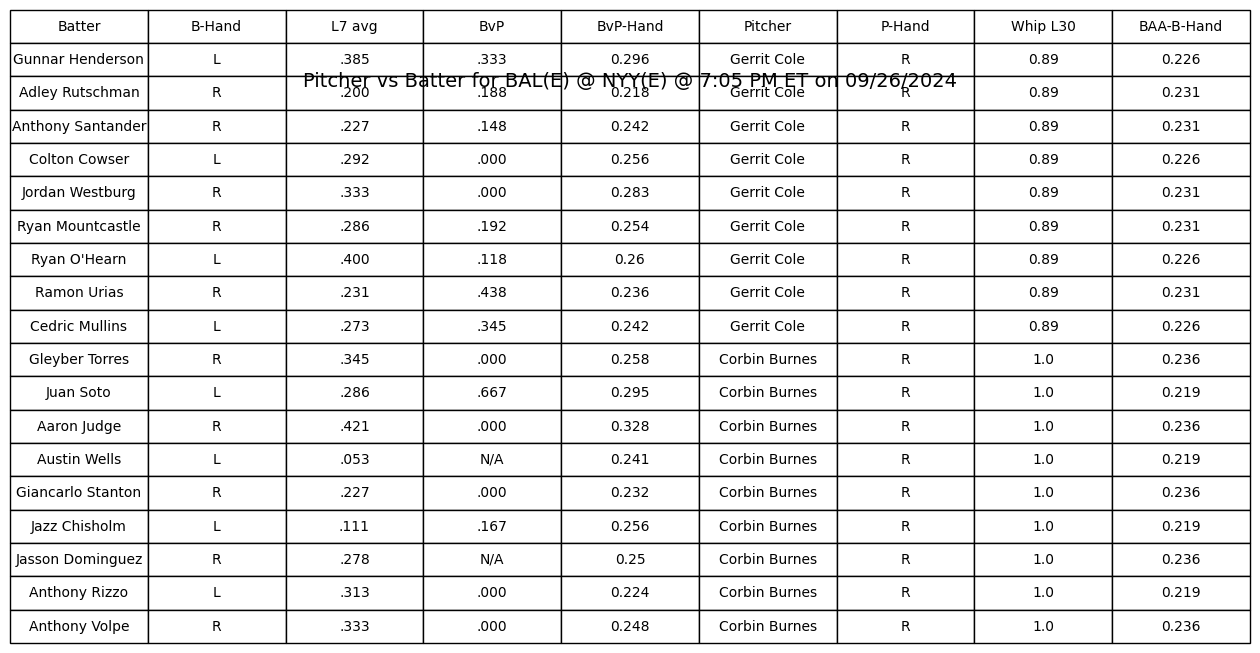 Batter B-Hand L7 avg BvP BvP-Hand Pitcher P-Hand Whip L30 BAA-B-Hand
Gunnar Henderson L .385 .333 0.296 Gerrit Cole R 0.89 0.226
Pitcher vs Batter for BAL(E) @ NYY(E) @ 7:05 PM ET on 09/26/2024
Adley Rutschman R .200 .188 0.218 Gerrit Cole R 0.89 0.231
Anthony Santander R .227 .148 0.242 Gerrit Cole R 0.89 0.231
Colton Cowser L .292 .000 0.256 Gerrit Cole R 0.89 0.226
Jordan Westburg R .333 .000 0.283 Gerrit Cole R 0.89 0.231
Ryan Mountcastle R .286 .192 0.254 Gerrit Cole R 0.89 0.231
Ryan O'Hearn L .400 .118 0.26 Gerrit Cole R 0.89 0.226
Ramon Urias R .231 .438 0.236 Gerrit Cole R 0.89 0.231
Cedric Mullins L .273 .345 0.242 Gerrit Cole R 0.89 0.226
Gleyber Torres R .345 .000 0.258 Corbin Burnes R 1.0 0.236
Juan Soto L .286 .667 0.295 Corbin Burnes R 1.0 0.219
Aaron Judge R .421 .000 0.328 Corbin Burnes R 1.0 0.236
Austin Wells L .053 N/A 0.241 Corbin Burnes R 1.0 0.219
Giancarlo Stanton R .227 .000 0.232 Corbin Burnes R 1.0 0.236
Jazz Chisholm L .111 .167 0.256 Corbin Burnes R 1.0 0.219
Jasson Dominguez R .278 N/A 0.25 Corbin Burnes R 1.0 0.236
Anthony Rizzo L .313 .000 0.224 Corbin Burnes R 1.0 0.219
Anthony Volpe R .333 .000 0.248 Corbin Burnes R 1.0 0.236